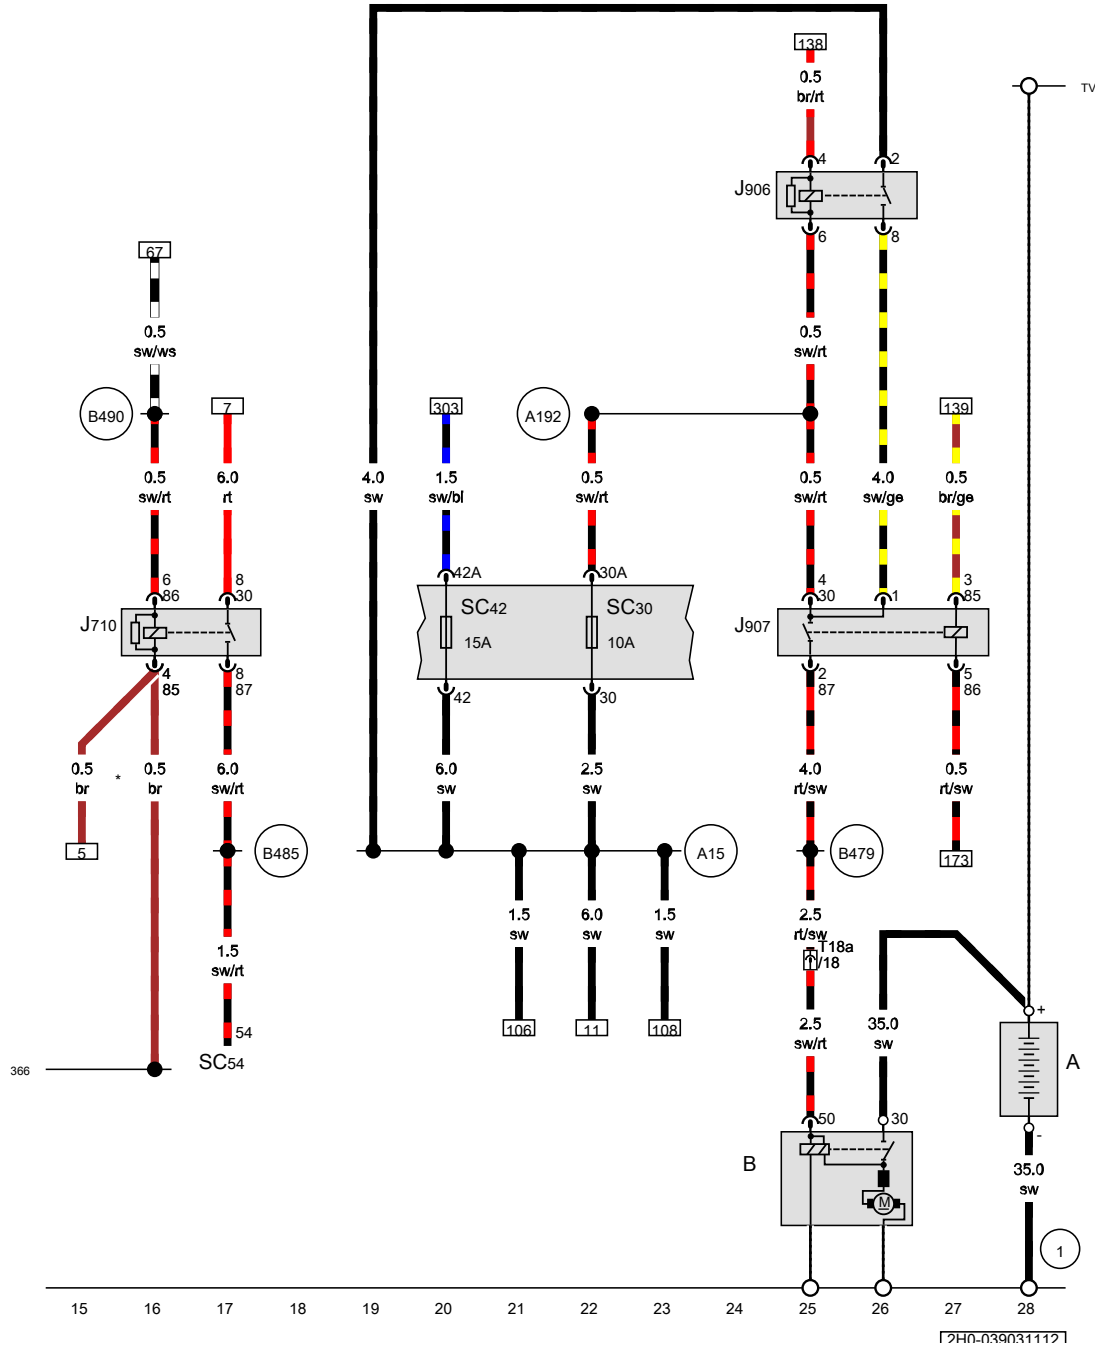 138
0.5
br/rt
TV
4
2
J906
6
8
67
0.5
sw/ws
0.5
sw/rt
B490
7
303
A192
139
0.5
sw/rt
6.0
rt
4.0
sw
1.5
sw/bl
0.5
sw/rt
0.5
sw/rt
4.0
sw/ge
0.5
br/ge
6
86
8
30
42A
30A
4
30
1
3
85
J710
SC42
15A
SC30
10A
J907
4
85
8
87
42
30
2
87
5
86
0.5
br
*
0.5
br
6.0
sw/rt
6.0
sw
2.5
sw
4.0
rt/sw
0.5
rt/sw
5
B485
A15
B479
173
1.5
sw/rt
1.5
sw
6.0
sw
1.5
sw
2.5
rt/sw
T18a
/18
54
SC54
106
11
108
2.5
sw/rt
35.0
sw
+
A
366
50
30
-
B
M
35.0
sw
1
15 16 17 18 19 20 21 22 23 24 25 26 27 28
2H0-039031112